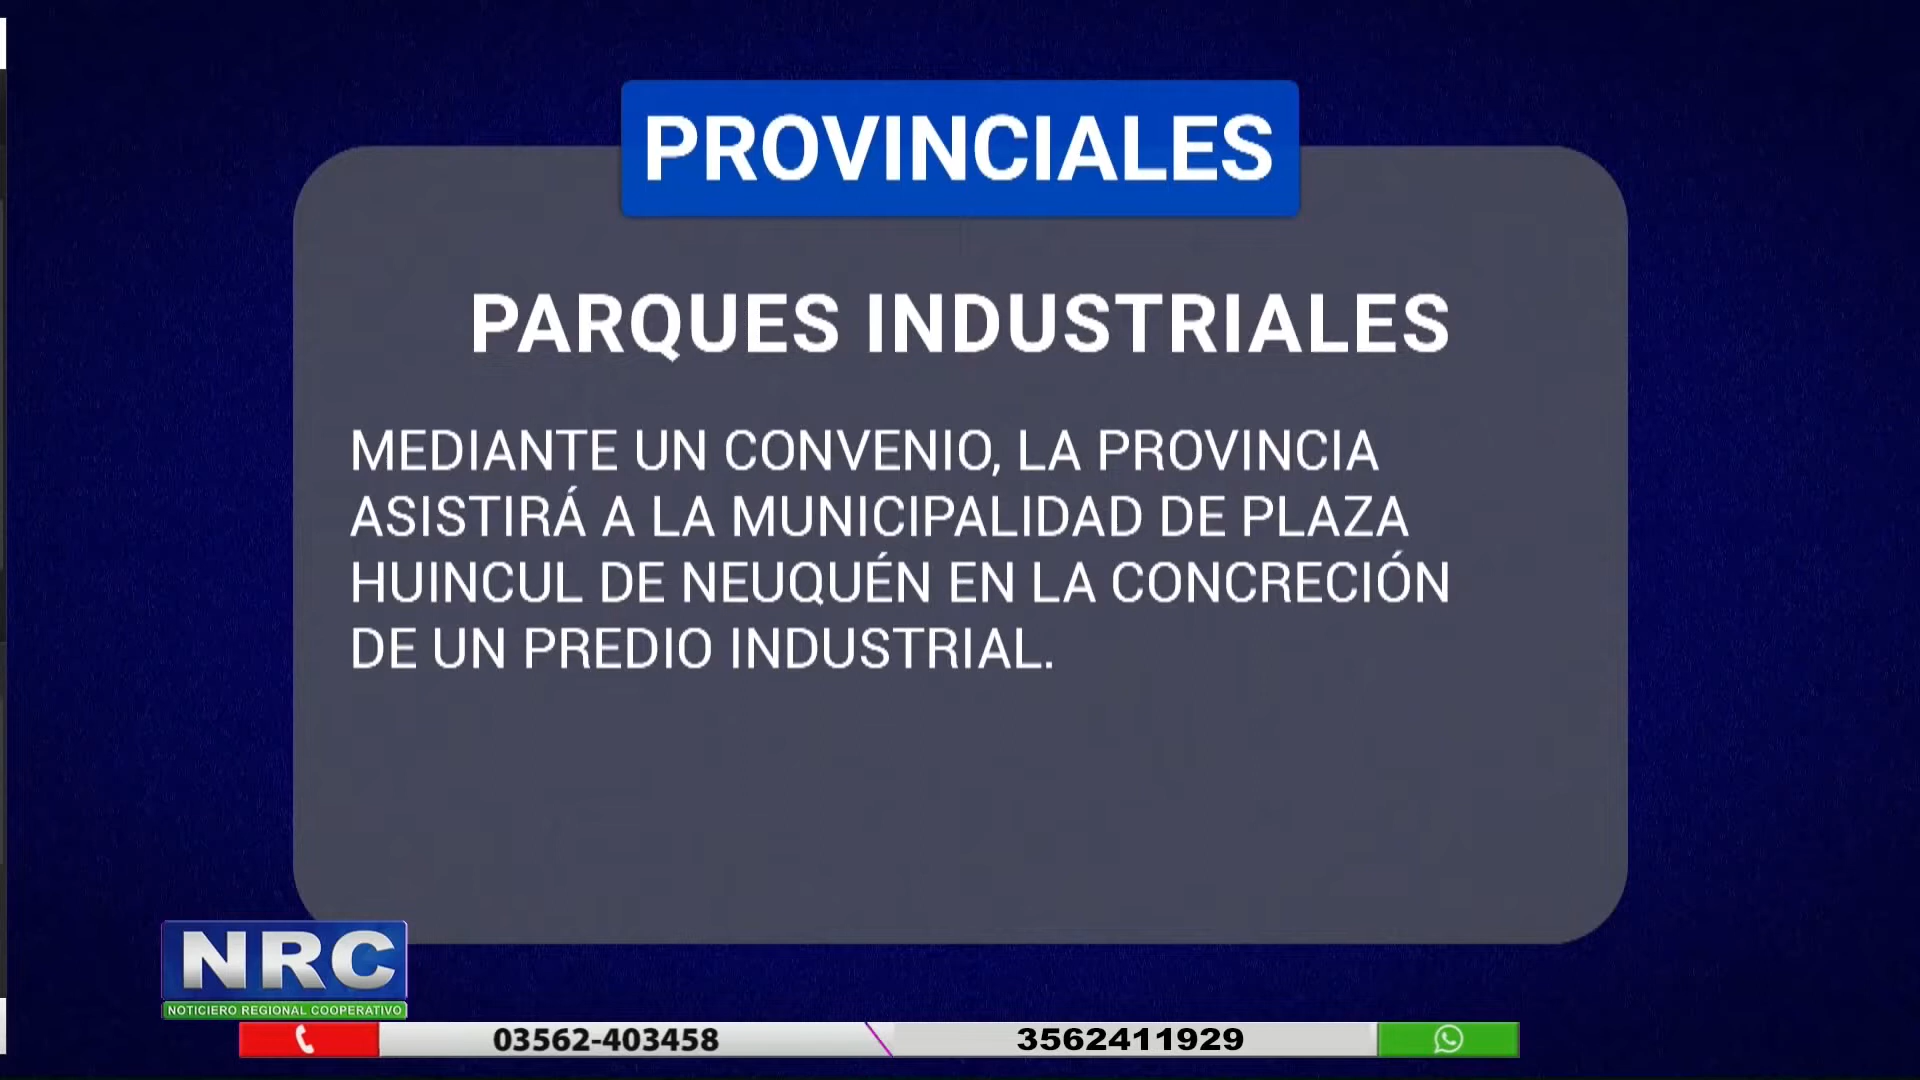 PROVINCIALES
PARQUES INDUSTRIALES
MEDIANTE UN CONVENIO, LA PROVINCIA
ASISTIRÁ A LA MUNICIPALIDAD DE PLAZA
HUINCUL DE NEUQUÉN EN LA CONCRECIÓN
DE UN PREDIO INDUSTRIAL.
NRC
NOTICIERO REGIONAL COOPERATIVO
03562-403458
3562411929